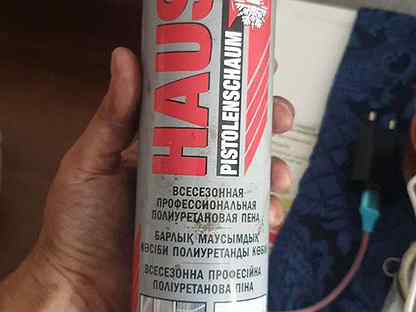 HAUS
PISTOLENSCHAUM
ВСЕСЕЗОННАЯ
ПРОФЕССИОНАЛЬНАЯ
ПОЛИУРЕТАНОВАЯ ПЕНА
БАРЛЫҚ МАУСЫМДЫҚ
КӘСІБИ ПОЛИУРЕТАНДЫ КӨБІК
ВСЕСЕЗОННА ПРОФЕСІЙНА
ПОЛІУРЕТАНОВА ПІНА